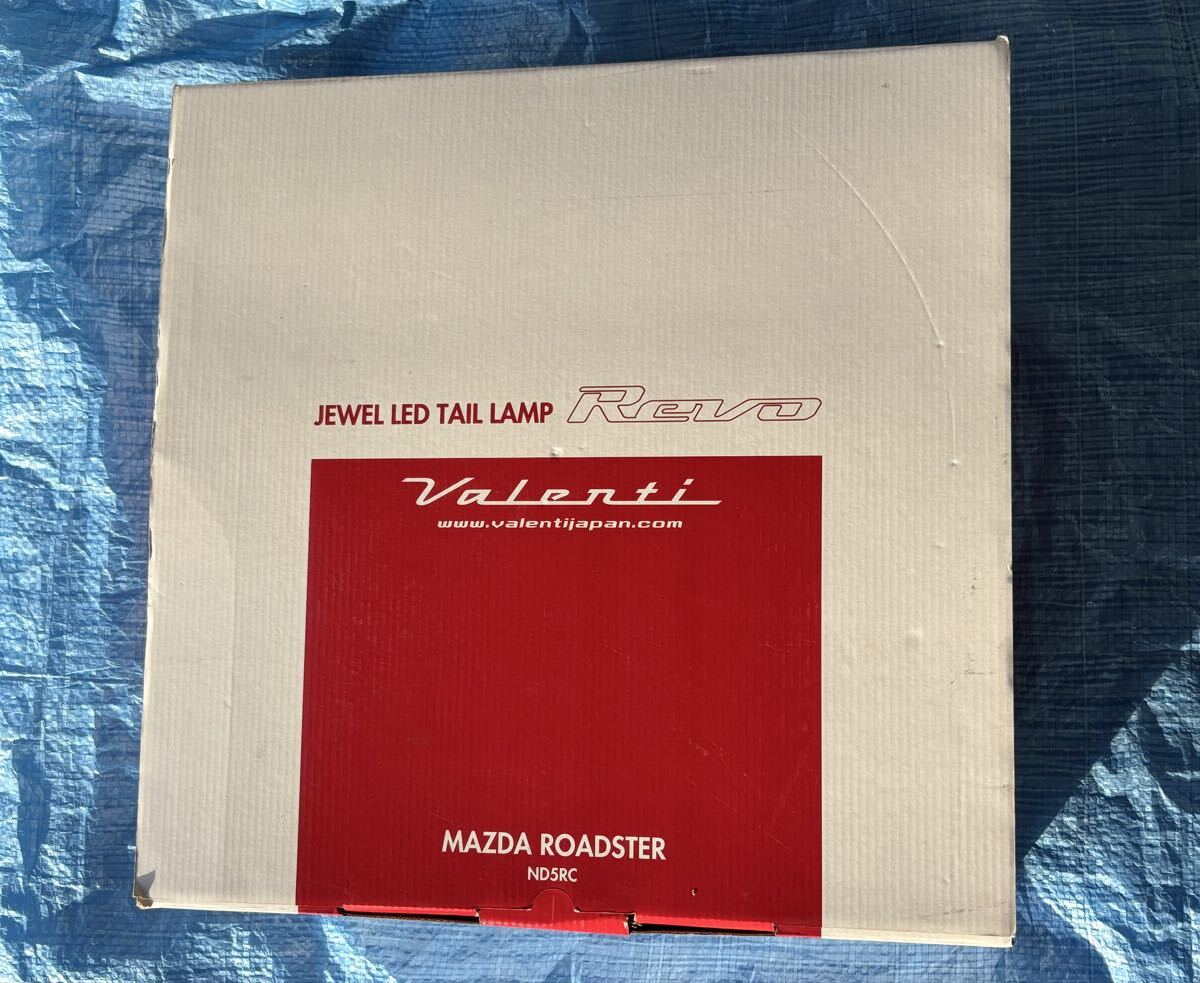 JEWEL LED TAIL LAMP Revo
Valenti
www.valentijapan.com
MAZDA ROADSTER
ND5RC